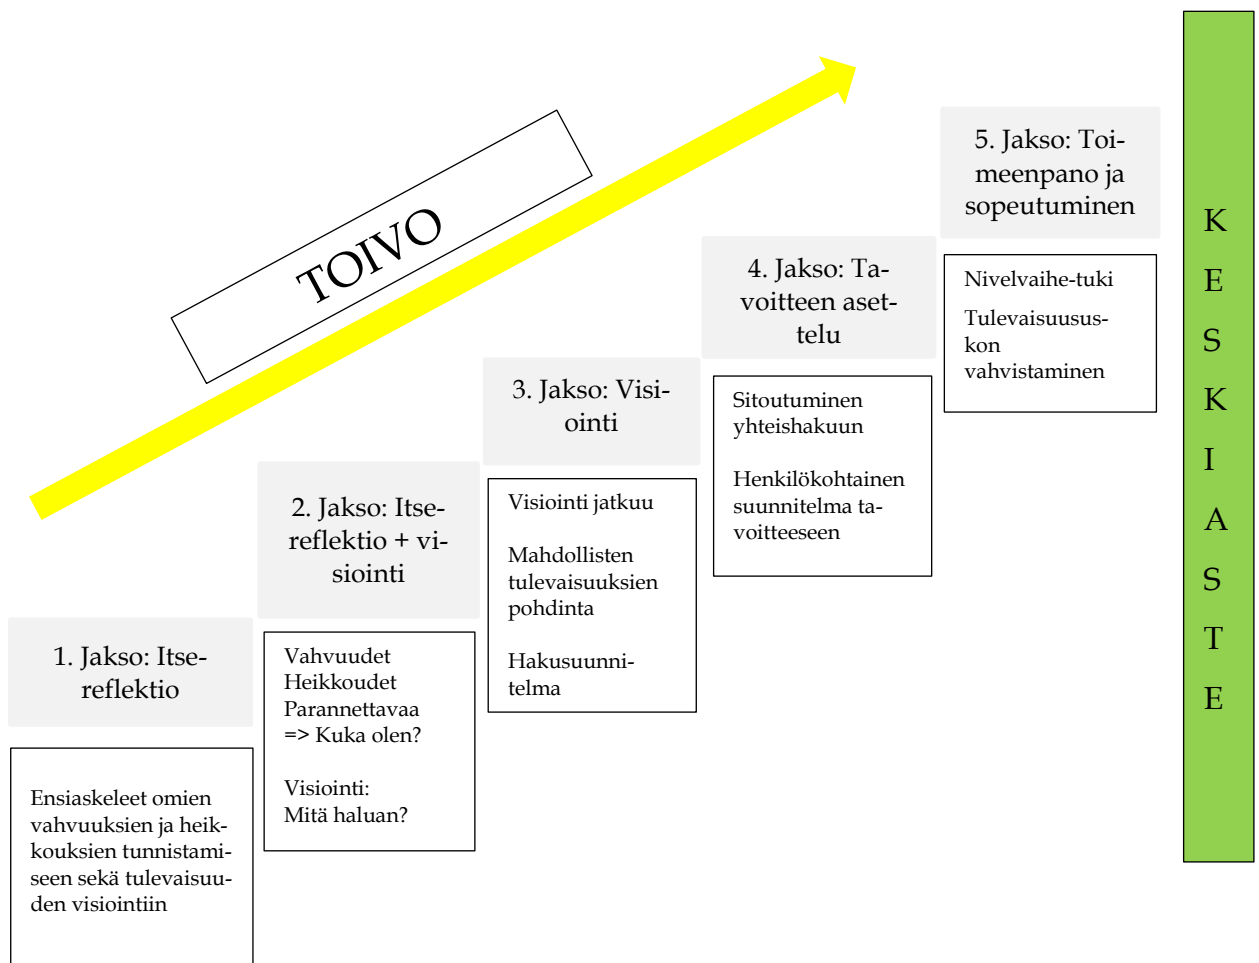 TOIVO
1. Jakso: Itse-
reflektio
Ensiaskeleet omien
vahvuuksien ja heik-
kouksien tunnistami-
seen sekä tulevaisuu-
den visiointiin
2. Jakso: Itse-
reflektio + vi-
siointi
Vahvuudet
Heikkoudet
Parannettavaa
=> Kuka olen?
Visiointi:
Mitä haluan?
3. Jakso: Visi-
ointi
Visiointi jatkuu
Mahdollisten
tulevaisuuksien
pohdinta
Hakusuunni-
telma
4. Jakso: Ta-
voitteen aset-
telu
Sitoutuminen
yhteishakuun
Henkilökohtainen
suunnitelma ta-
voitteeseen
5. Jakso: Toi-
meenpano ja
sopeutuminen
Nivelvaihe-tuki
Tulevaisuusus-
kon
vahvistaminen
K
E
S
K
I
A
S
T
E